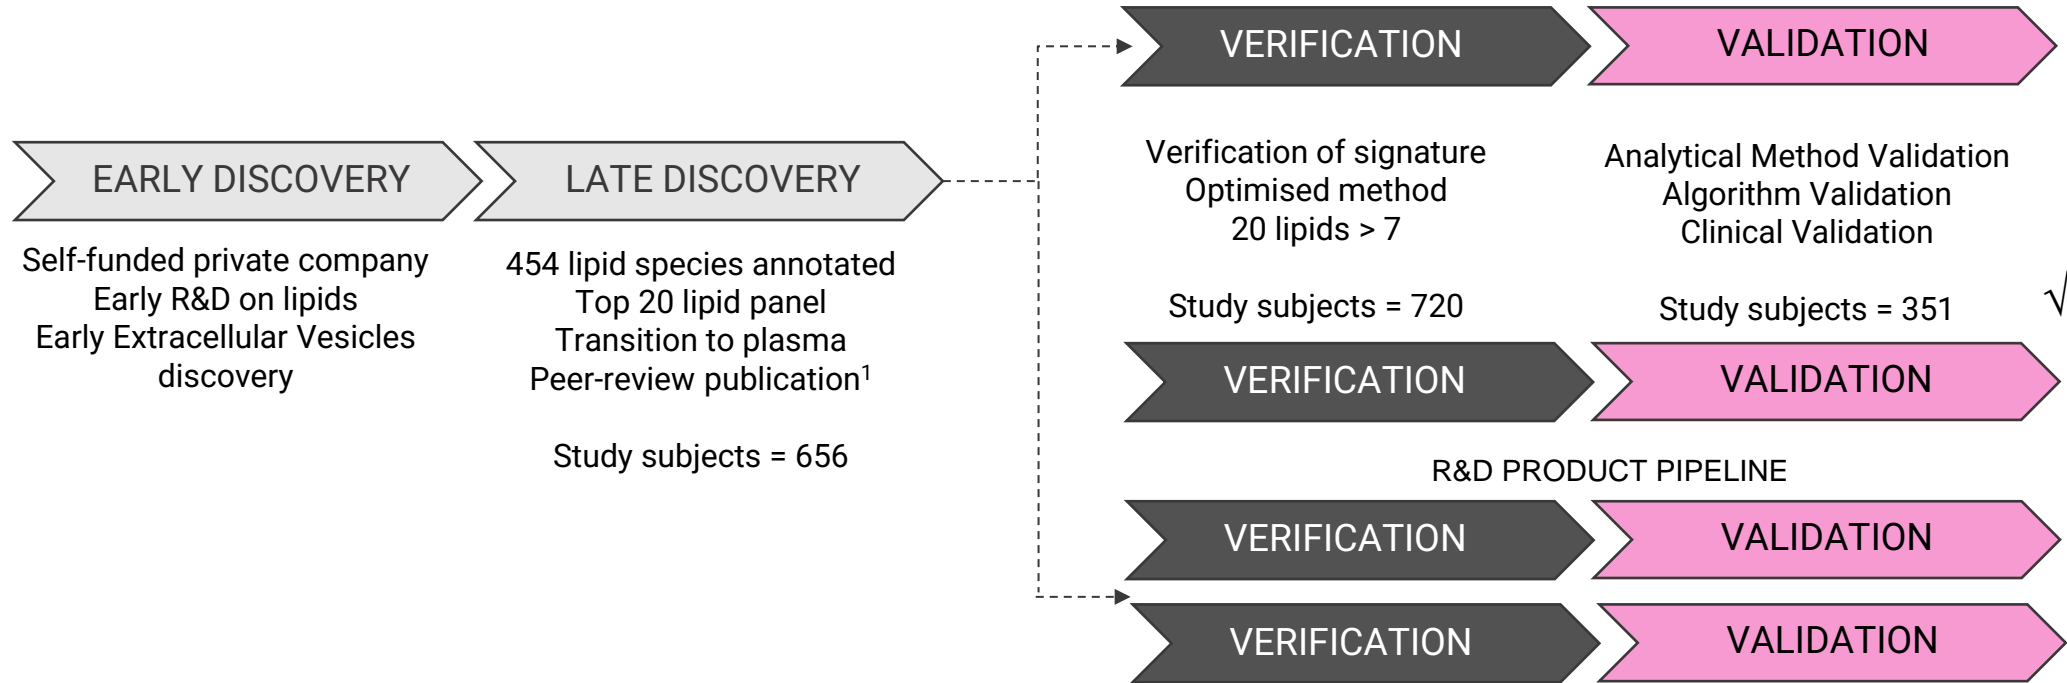 EARLY DISCOVERY
Self-funded private company
Early R&D on lipids
Early Extracellular Vesicles
discovery
LATE DISCOVERY
454 lipid species annotated
Top 20 lipid panel
Transition to plasma
Peer-review publication¹
Study subjects = 656
VERIFICATION
Verification of signature
Optimised method
20 lipids > 7
Study subjects = 720
VALIDATION
Analytical Method Validation
Algorithm Validation
Clinical Validation
Study subjects = 351
√
VERIFICATION
VALIDATION
R&D PRODUCT PIPELINE
VERIFICATION
VALIDATION
VERIFICATION
VALIDATION